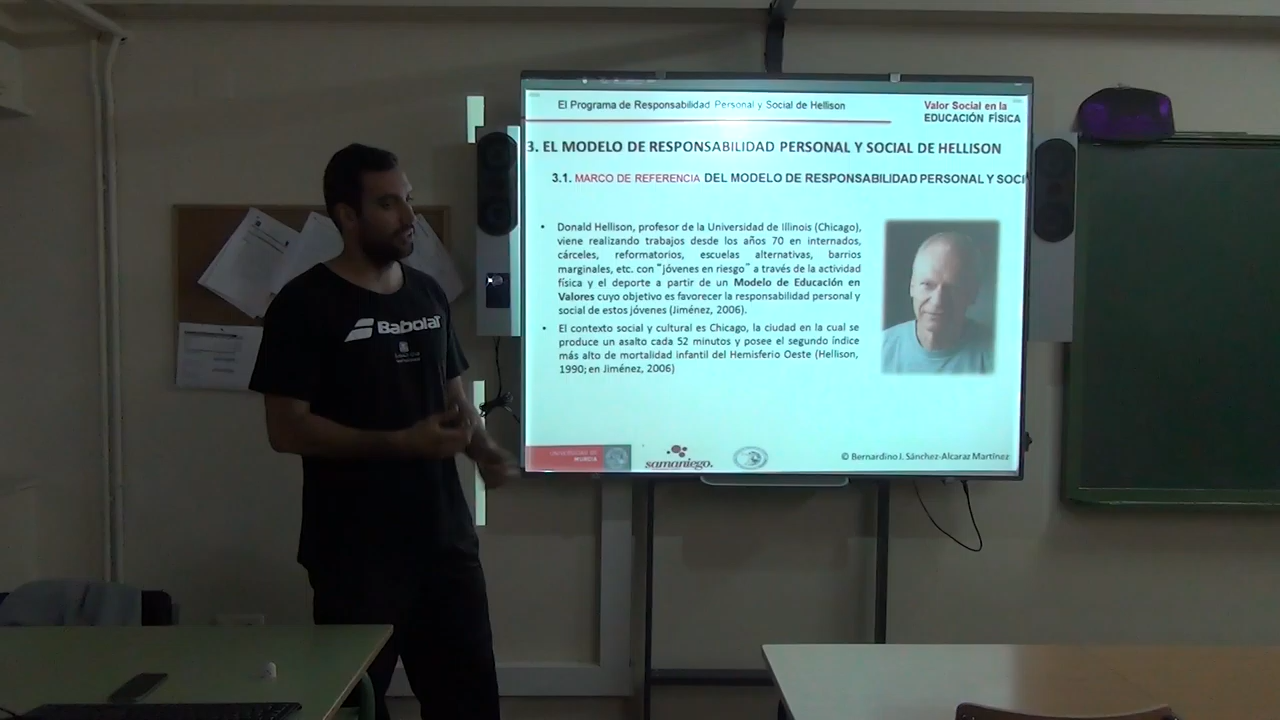 El Programa de Responsabilidad Personal y Social de Hellison
Valor Social en la
EDUCACIÓN FÍSICA
3. EL MODELO DE RESPONSABILIDAD PERSONAL Y SOCIAL DE HELLISON
3.1. MARCO DE REFERENCIA DEL MODELO DE RESPONSABILIDAD PERSONAL Y SOCI
• Donald Hellison, profesor de la Universidad de Illinois (Chicago),
viene realizando trabajos desde los años 70 en internados,
cárceles, reformatorios, escuelas alternativas, barrios
marginales, etc. con "jóvenes en riesgo" a través de la actividad
física y el deporte a partir de un Modelo de Educación en
Valores cuyo objetivo es favorecer la responsabilidad personal y
social de estos jóvenes (Jiménez, 2006).
• El contexto social y cultural es Chicago, la ciudad en la cual se
produce un asalto cada 52 minutos y posee el segundo índice
más alto de mortalidad infantil del Hemisferio Oeste (Hellison,
1990; en Jiménez, 2006)
Babolat
UNIVERSIDAD DE
MURCIA
samaniego.
© Bernardino J. Sánchez-Alcaraz Martínez